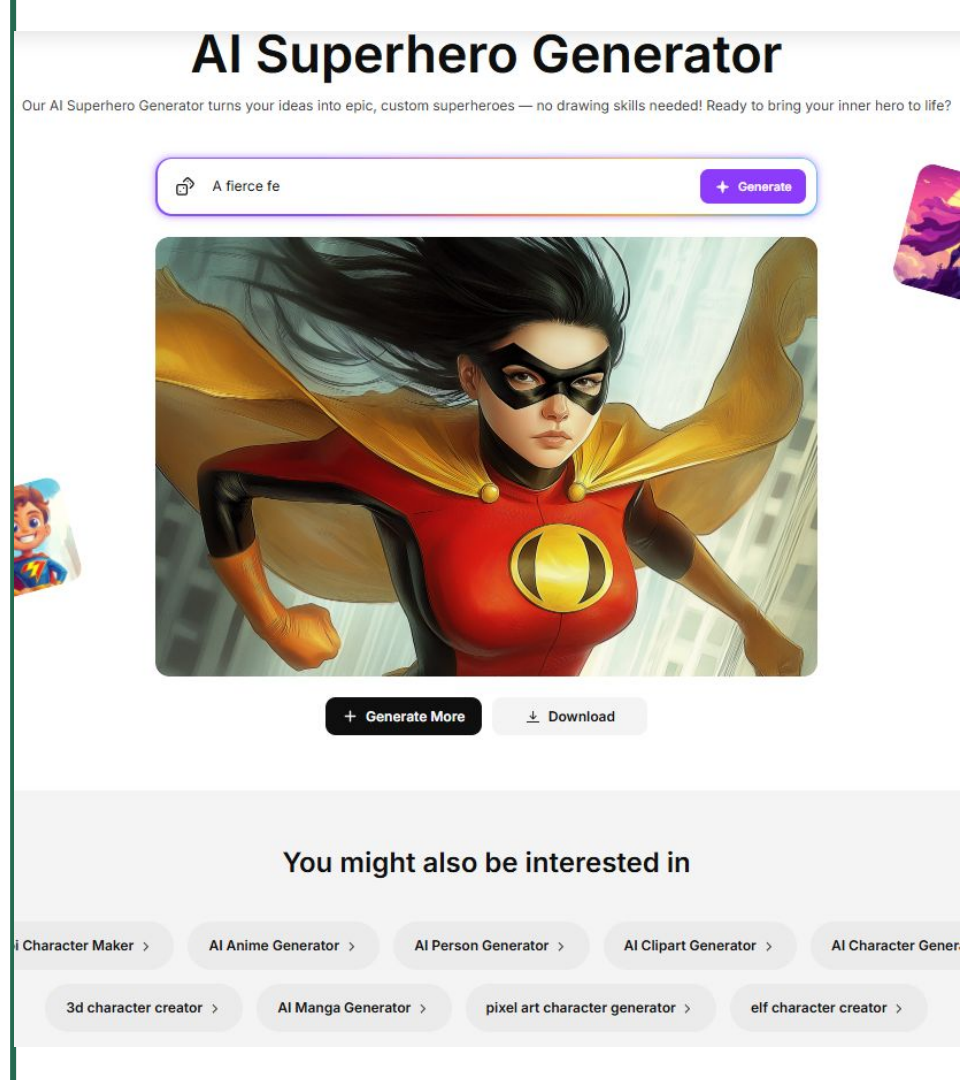 AI Superhero Generator
Our AI Superhero Generator turns your ideas into epic, custom superheroes — no drawing skills needed! Ready to bring your inner hero to life?
A fierce fe
Generate
Generate More
Download
You might also be interested in
i Character Maker
AI Anime Generator
AI Person Generator
AI Clipart Generator
AI Character Gener
3d character creator
AI Manga Generator
pixel art character generator
elf character creator